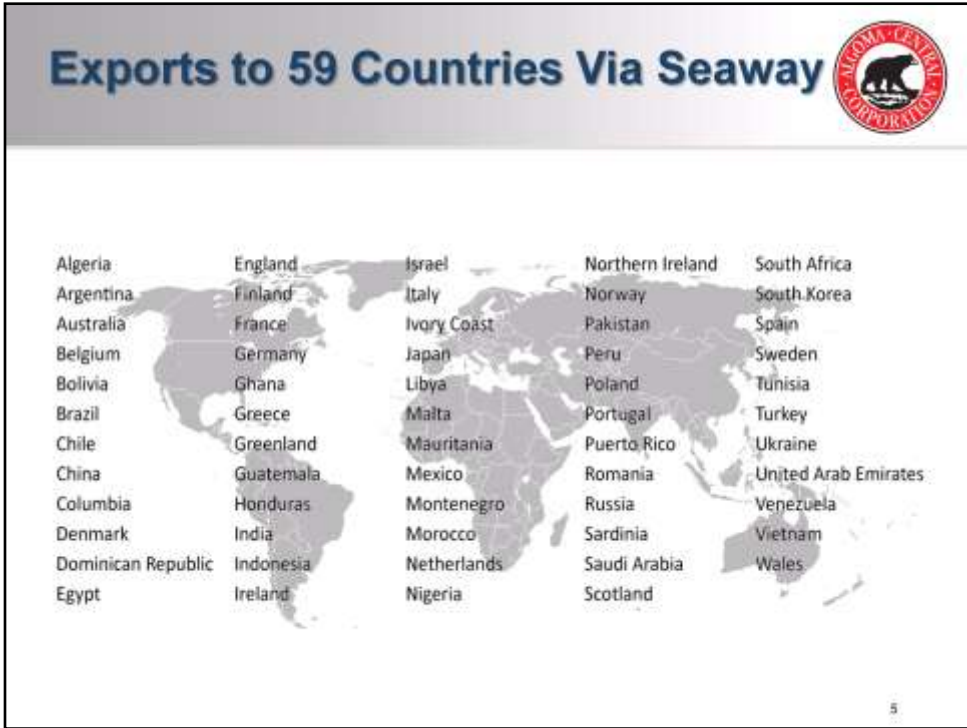 Exports to 59 Countries Via Seaway
ALGOMA · CENTRAL
· CORPORATION ·
Algeria
Argentina
Australia
Belgium
Bolivia
Brazil
Chile
China
Columbia
Denmark
Dominican Republic
Egypt
England
Finland
France
Germany
Ghana
Greece
Greenland
Guatemala
Honduras
India
Indonesia
Ireland
Israel
Italy
Ivory Coast
Japan
Libya
Malta
Mauritania
Mexico
Montenegro
Morocco
Netherlands
Nigeria
Northern Ireland
Norway
Pakistan
Peru
Poland
Portugal
Puerto Rico
Romania
Russia
Sardinia
Saudi Arabia
Scotland
South Africa
South Korea
Spain
Sweden
Tunisia
Turkey
Ukraine
United Arab Emirates
Venezuela
Vietnam
Wales
5